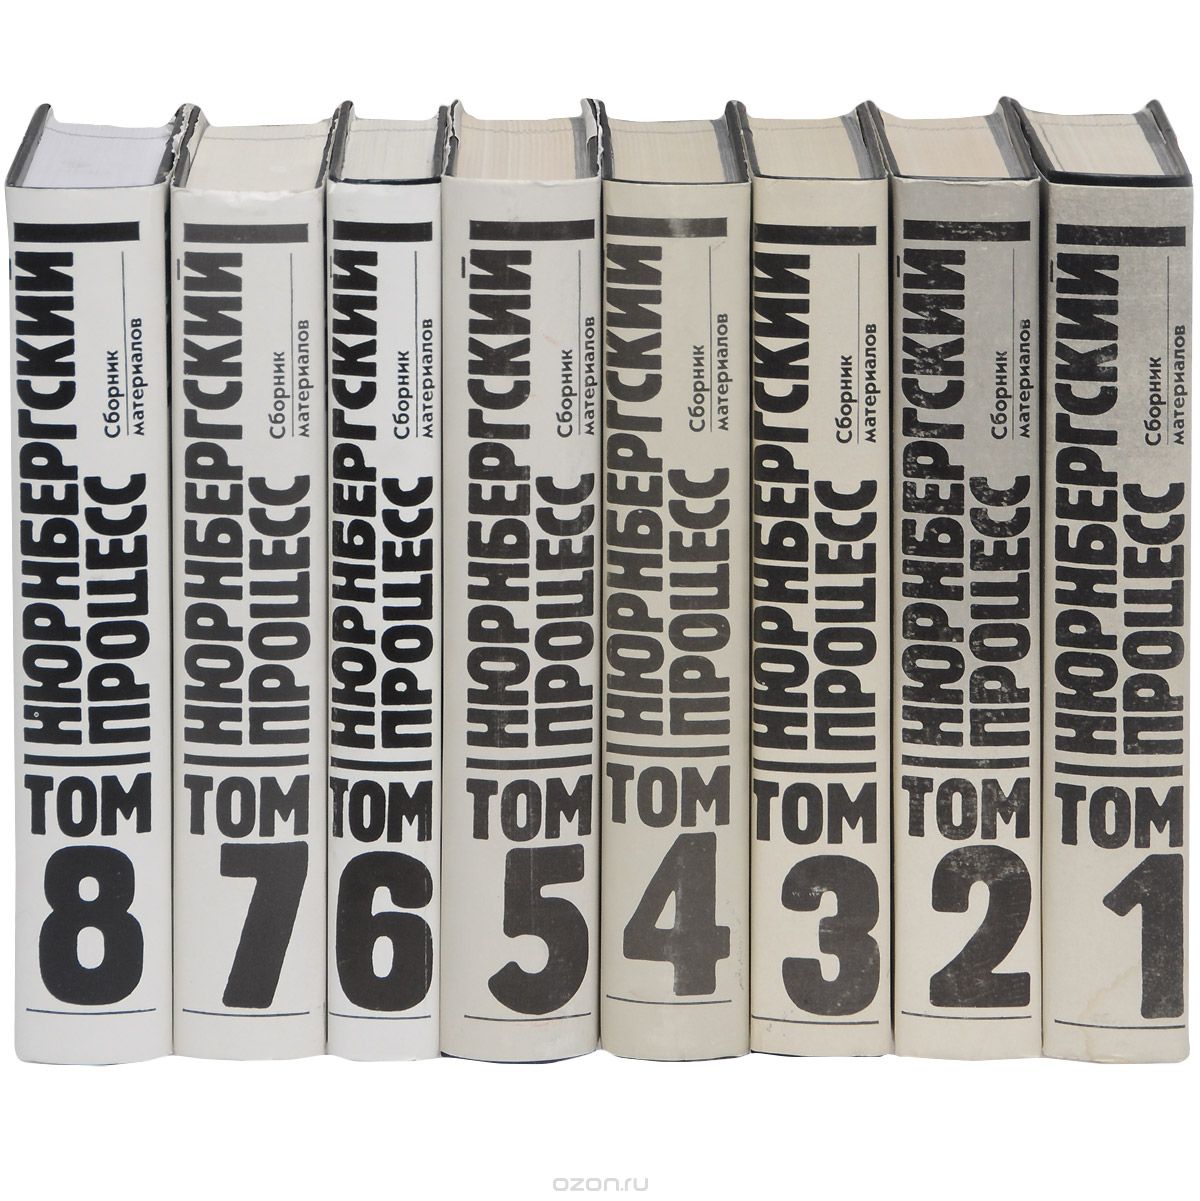 НЮРНБЕРГСКИЙ
ПРОЦЕСС
Сборник
материалов
ТОМ
8
НЮРНБЕРГСКИЙ
ПРОЦЕСС
Сборник
материалов
ТОМ
7
НЮРНБЕРГСКИЙ
ПРОЦЕСС
Сборник
материалов
ТОМ
6
НЮРНБЕРГСКИЙ
ПРОЦЕСС
Сборник
материалов
ТОМ
5
НЮРНБЕРГСКИЙ
ПРОЦЕСС
Сборник
материалов
ТОМ
4
НЮРНБЕРГСКИЙ
ПРОЦЕСС
Сборник
материалов
ТОМ
3
НЮРНБЕРГСКИЙ
ПРОЦЕСС
Сборник
материалов
ТОМ
2
НЮРНБЕРГСКИЙ
ПРОЦЕСС
Сборник
материалов
ТОМ
1
ozon.ru